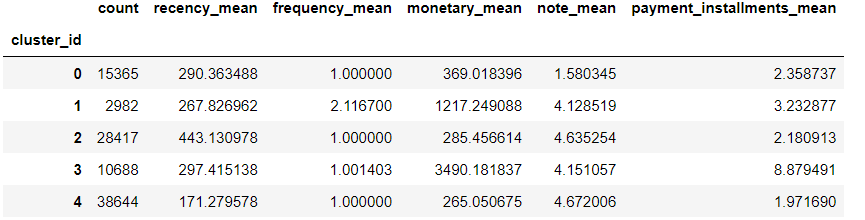 count recency_mean frequency_mean monetary_mean note_mean payment_installments_mean
cluster_id
0 15365 290.363488 1.000000 369.018396 1.580345 2.358737
1 2982 267.826962 2.116700 1217.249088 4.128519 3.232877
2 28417 443.130978 1.000000 285.456614 4.635254 2.180913
3 10688 297.415138 1.001403 3490.181837 4.151057 8.879491
4 38644 171.279578 1.000000 265.050675 4.672006 1.971690